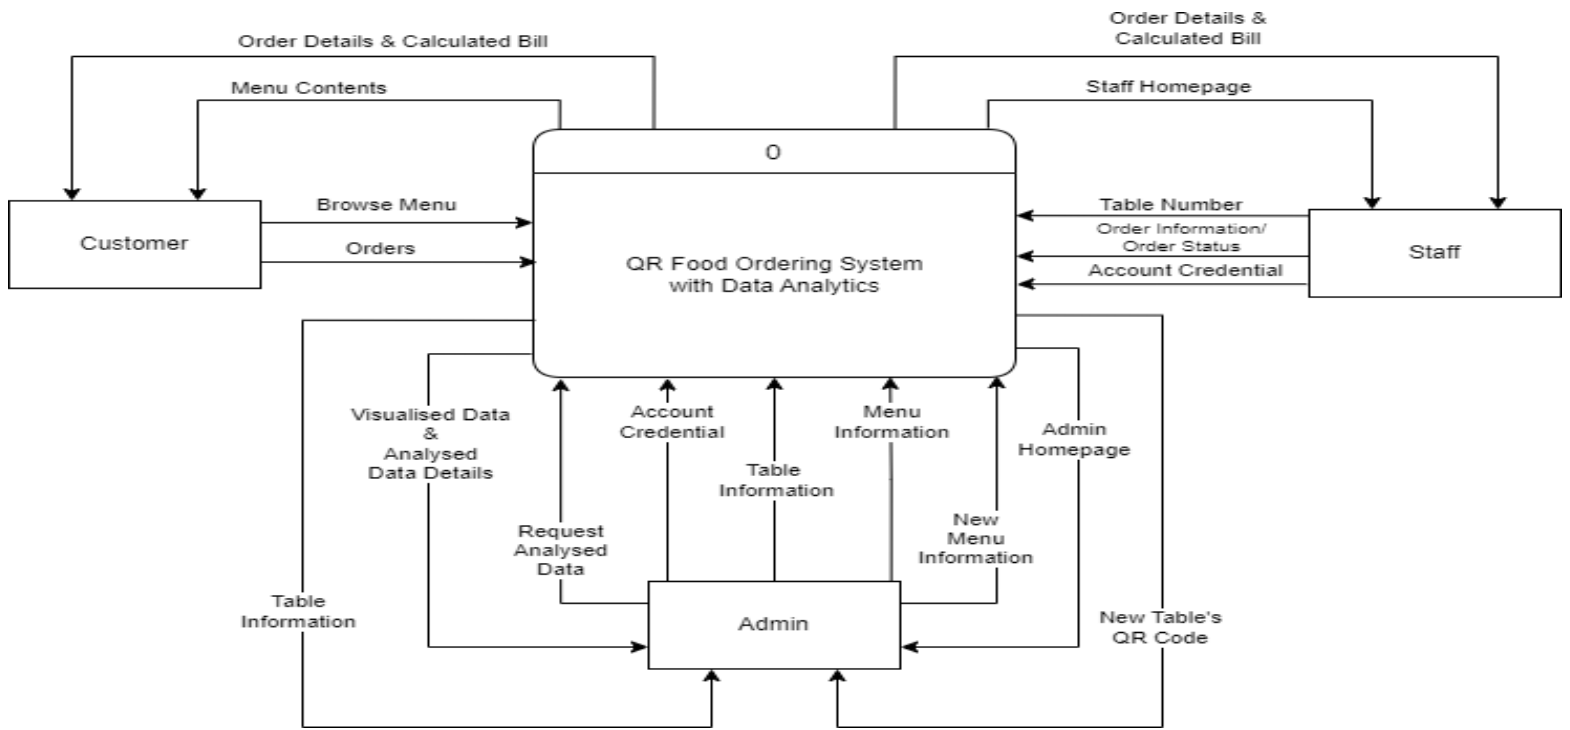 Order Details & Calculated Bill
Order Details &
Calculated Bill
Menu Contents
Staff Homepage
0
Browse Menu
Table Number
Customer
Orders
Order Information/
Order Status
Staff
QR Food Ordering System
with Data Analytics
Account Credential
Visualised Data
&
Analysed
Data Details
Account
Credential
Menu
Information
Admin
Homepage
Table
Information
Request
Analysed
Data
New
Menu
Information
Table
Information
Admin
New Table's
QR Code